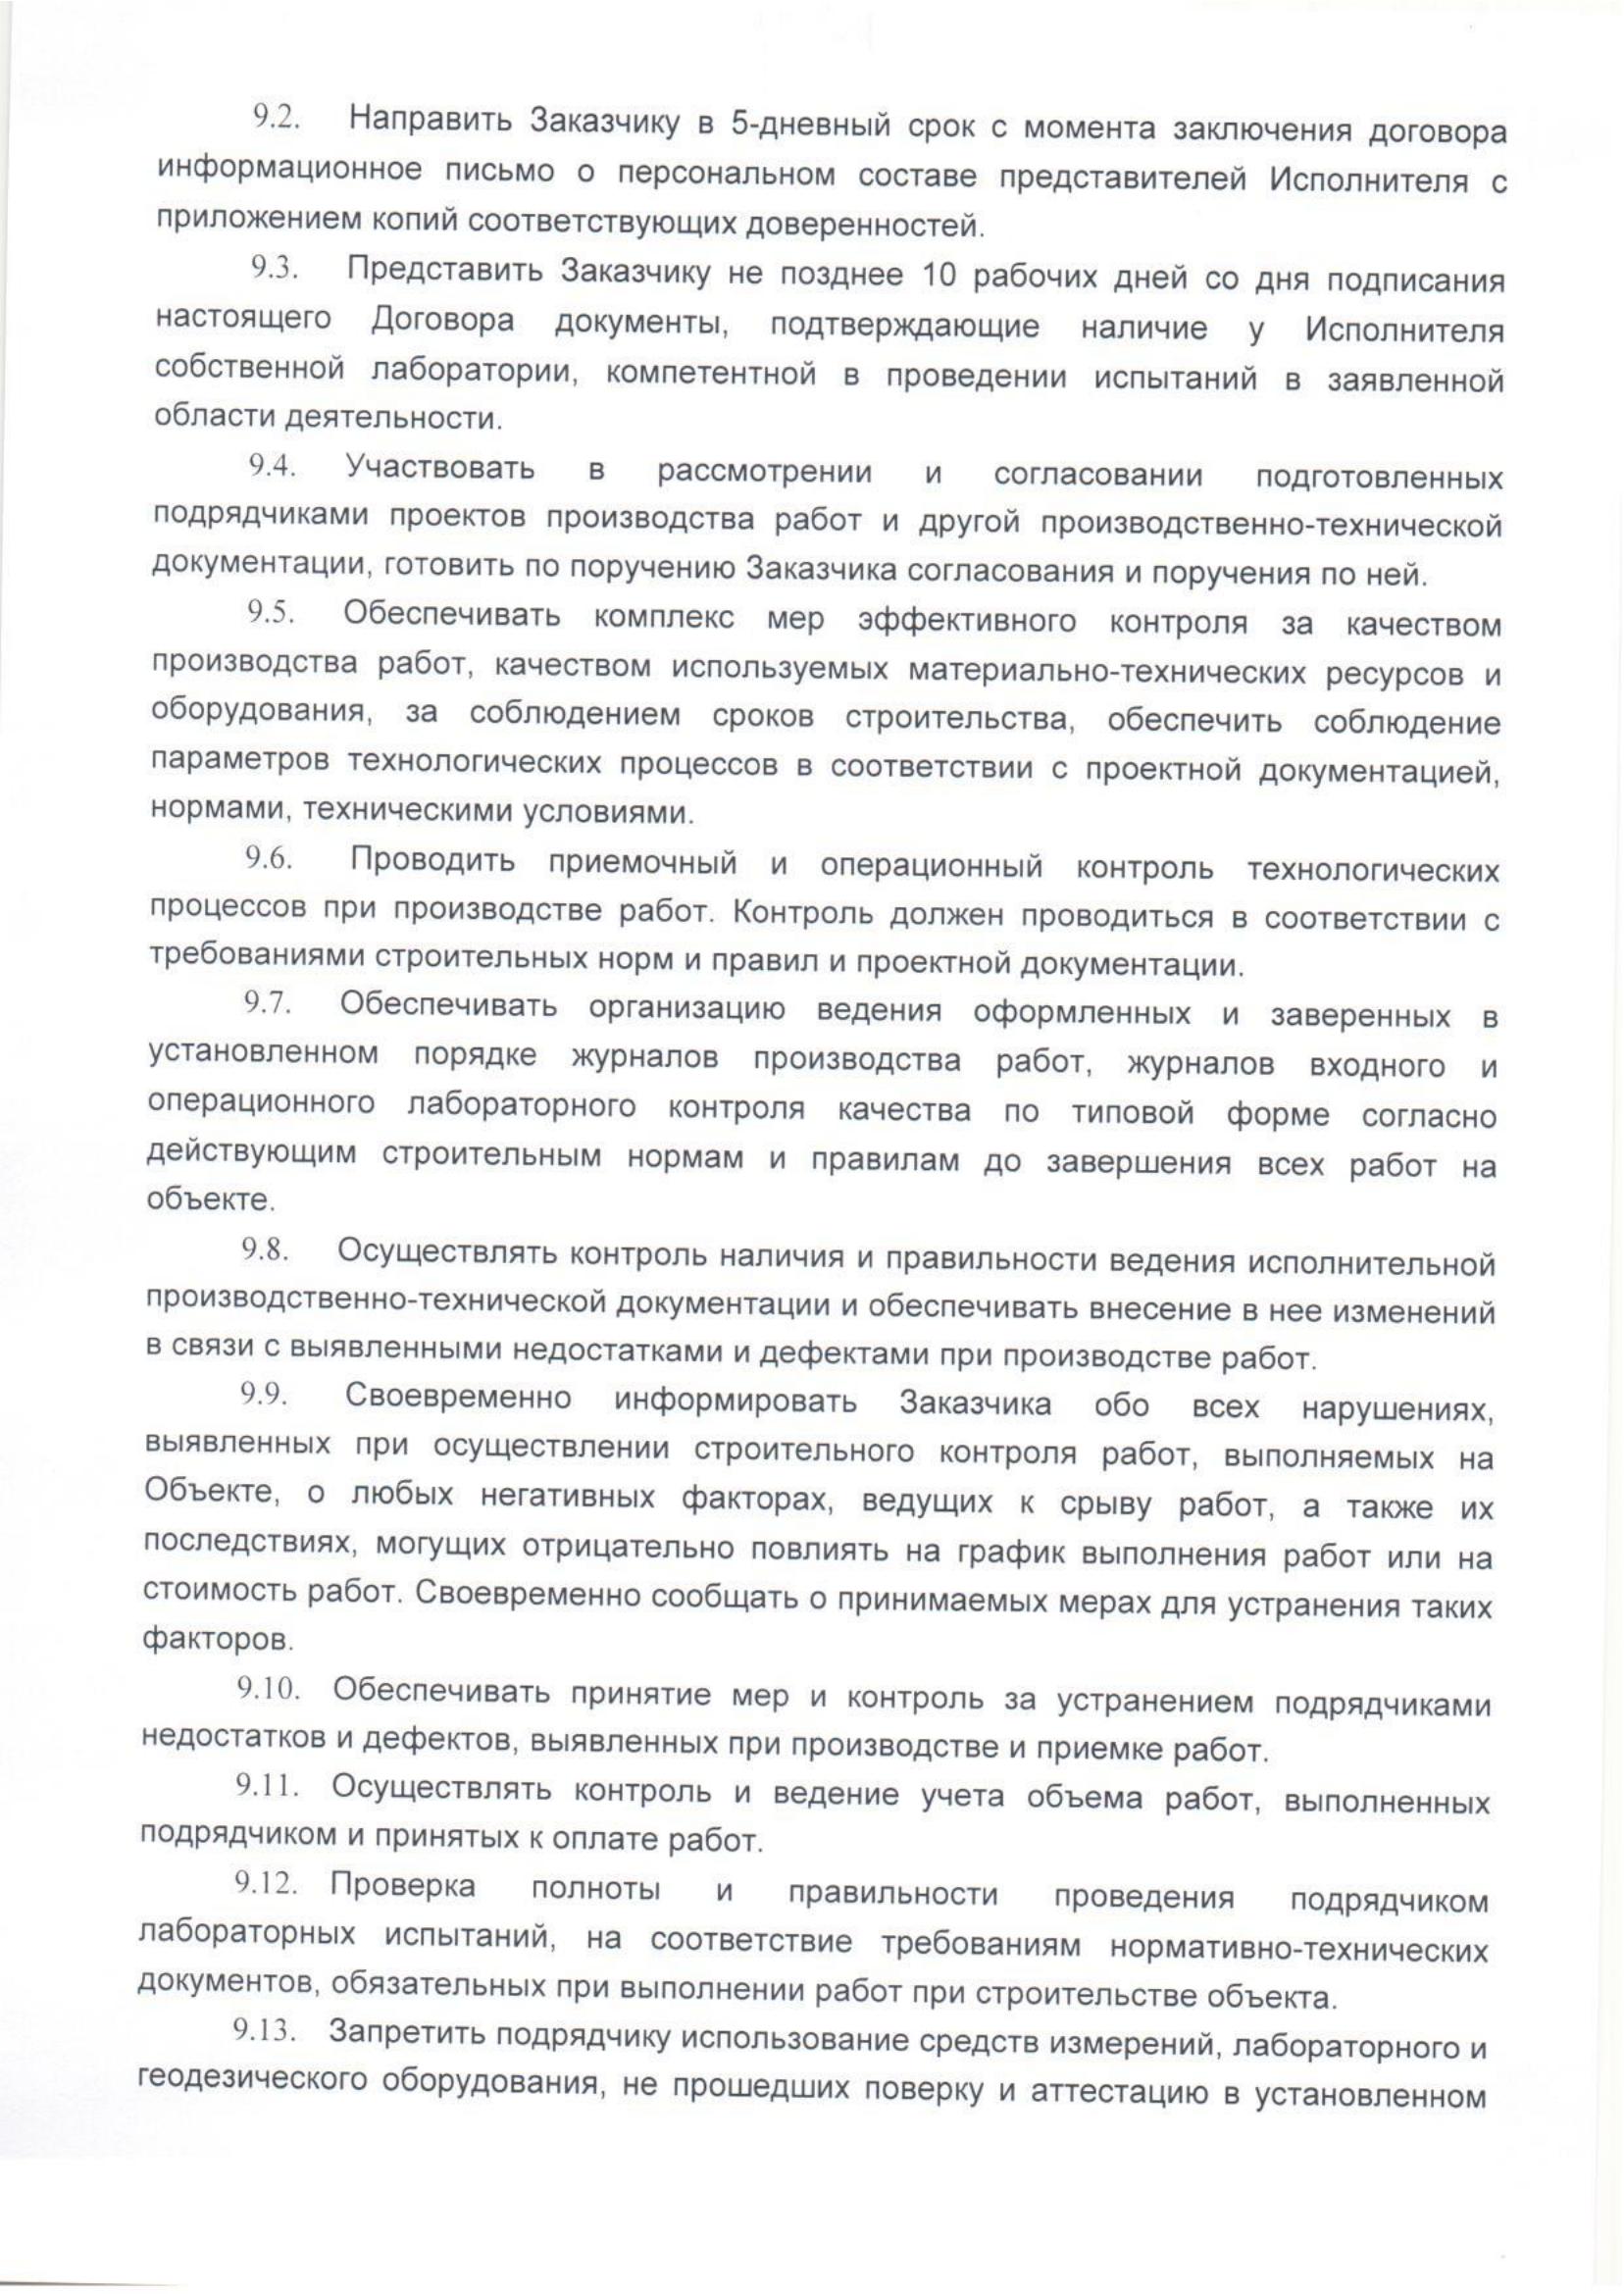 9.2. Направить Заказчику в 5-дневный срок с момента заключения договора
информационное письмо о персональном составе представителей Исполнителя с
приложением копий соответствующих доверенностей.
9.3. Представить Заказчику не позднее 10 рабочих дней со дня подписания
настоящего Договора документы, подтверждающие наличие у Исполнителя
собственной лаборатории, компетентной в проведении испытаний в заявленной
области деятельности.
9.4. Участвовать в рассмотрении и согласовании подготовленных
подрядчиками проектов производства работ и другой производственно-технической
документации, готовить по поручению Заказчика согласования и поручения по ней.
9.5. Обеспечивать комплекс мер эффективного контроля за качеством
производства работ, качеством используемых материально-технических ресурсов и
оборудования, за соблюдением сроков строительства, обеспечить соблюдение
параметров технологических процессов в соответствии с проектной документацией,
нормами, техническими условиями.
9.6. Проводить приемочный и операционный контроль технологических
процессов при производстве работ. Контроль должен проводиться в соответствии с
требованиями строительных норм и правил и проектной документации.
9.7. Обеспечивать организацию ведения оформленных и заверенных в
установленном порядке журналов производства работ, журналов входного и
операционного лабораторного контроля качества по типовой форме согласно
действующим строительным нормам и правилам до завершения всех работ на
объекте.
9.8. Осуществлять контроль наличия и правильности ведения исполнительной
производственно-технической документации и обеспечивать внесение в нее изменений
в связи с выявленными недостатками и дефектами при производстве работ.
9.9. Своевременно информировать Заказчика обо всех нарушениях,
выявленных при осуществлении строительного контроля работ, выполняемых на
Объекте, о любых негативных факторах, ведущих к срыву работ, а также их
последствиях, могущих отрицательно повлиять на график выполнения работ или на
стоимость работ. Своевременно сообщать о принимаемых мерах для устранения таких
факторов.
9.10. Обеспечивать принятие мер и контроль за устранением подрядчиками
недостатков и дефектов, выявленных при производстве и приемке работ.
9.11. Осуществлять контроль и ведение учета объема работ, выполненных
подрядчиком и принятых к оплате работ.
9.12. Проверка полноты и правильности проведения подрядчиком
лабораторных испытаний, на соответствие требованиям нормативно-технических
документов, обязательных при выполнении работ при строительстве объекта.
9.13. Запретить подрядчику использование средств измерений, лабораторного и
геодезического оборудования, не прошедших поверку и аттестацию в установленном